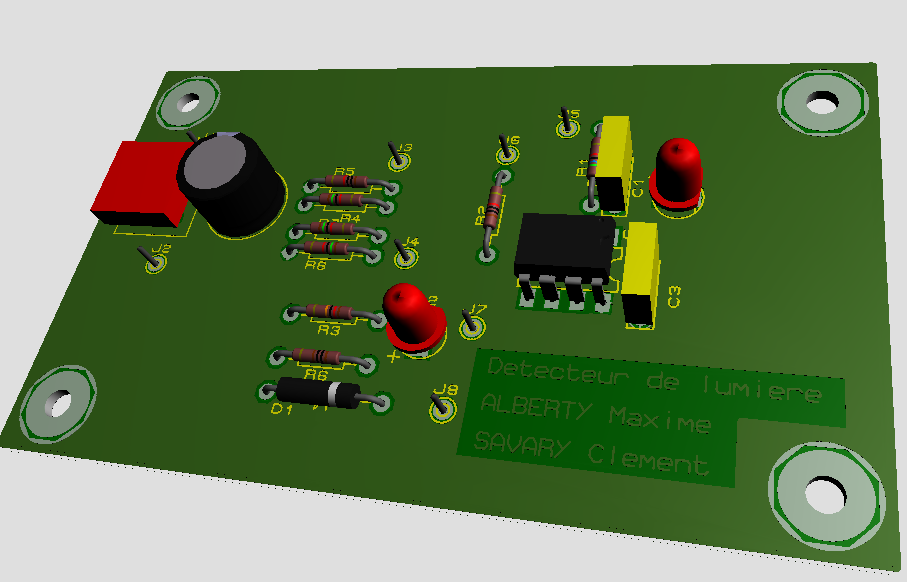 J5
J6
J3
R5
R1
C1
R4
R2
J2
J4
R6
C3
J7
R3
+
R6
J8
D1
Detecteur de lumiere
ALBERTY Maxime
SAVARY Clement